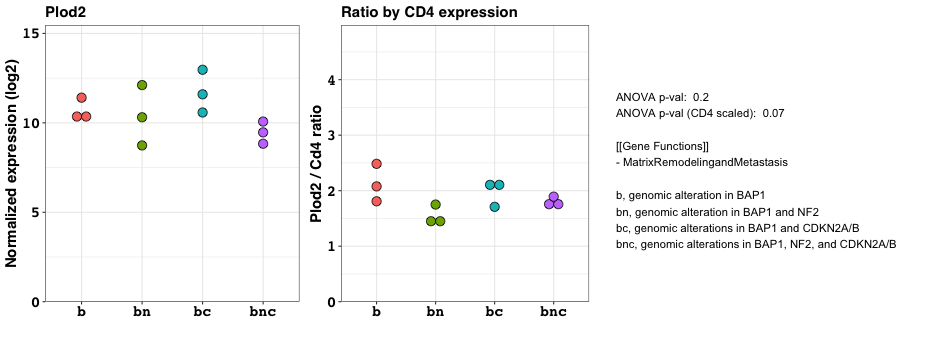 Plod2
Normalized expression (log2)
15
10
5
0
b bn bc bnc
Ratio by CD4 expression
Plod2 / Cd4 ratio
4
3
2
1
0
b bn bc bnc
ANOVA p-val: 0.2
ANOVA p-val (CD4 scaled): 0.07
[[Gene Functions]]
- MatrixRemodelingandMetastasis
b, genomic alteration in BAP1
bn, genomic alteration in BAP1 and NF2
bc, genomic alterations in BAP1 and CDKN2A/B
bnc, genomic alterations in BAP1, NF2, and CDKN2A/B